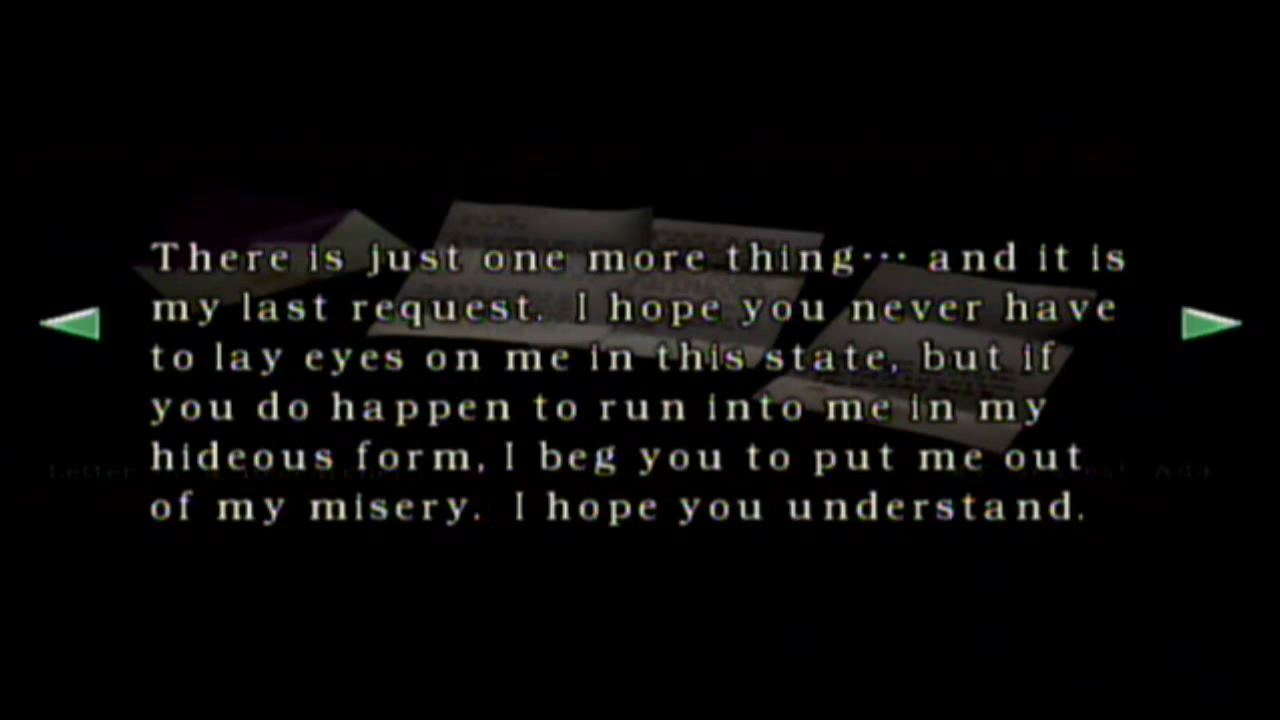 There is just one more thing··· and it is
my last request. I hope you never have
to lay eyes on me in this state, but if
you do happen to run into me in my
hideous form, I beg you to put me out
of my misery. I hope you understand.
Letter
Ada